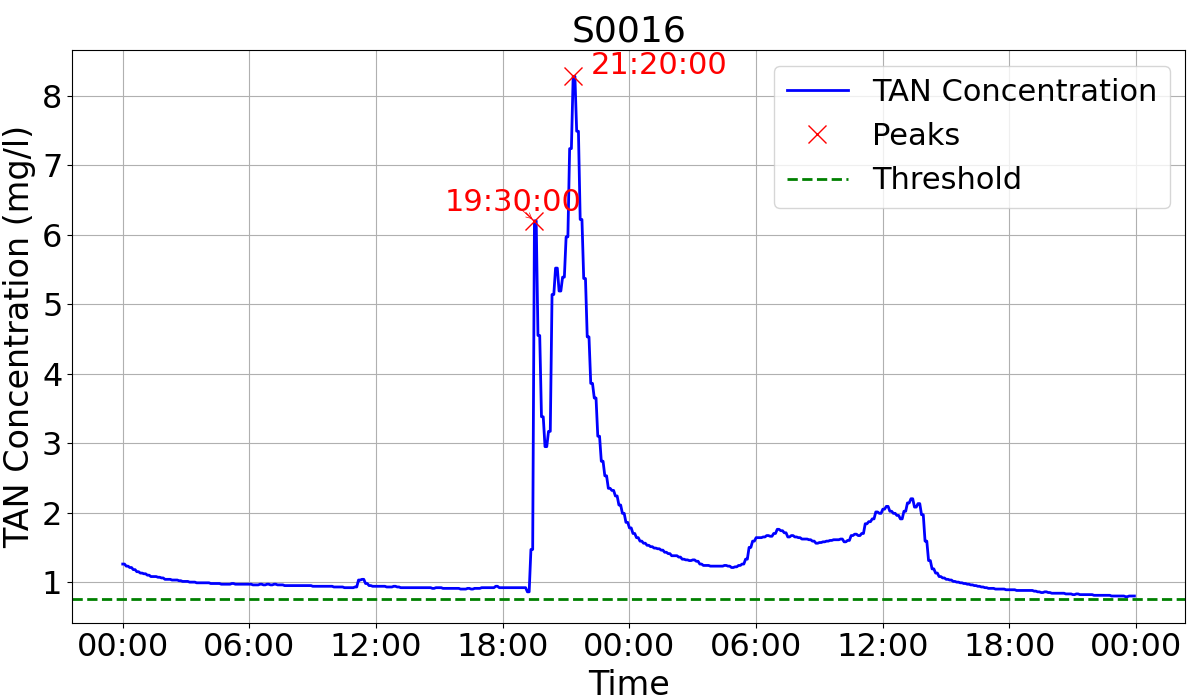 S0016
21:20:00
19:30:00
TAN Concentration
Peaks
Threshold
TAN Concentration (mg/l)
8
7
6
5
4
3
2
1
00:00 06:00 12:00 18:00 00:00 06:00 12:00 18:00 00:00
Time